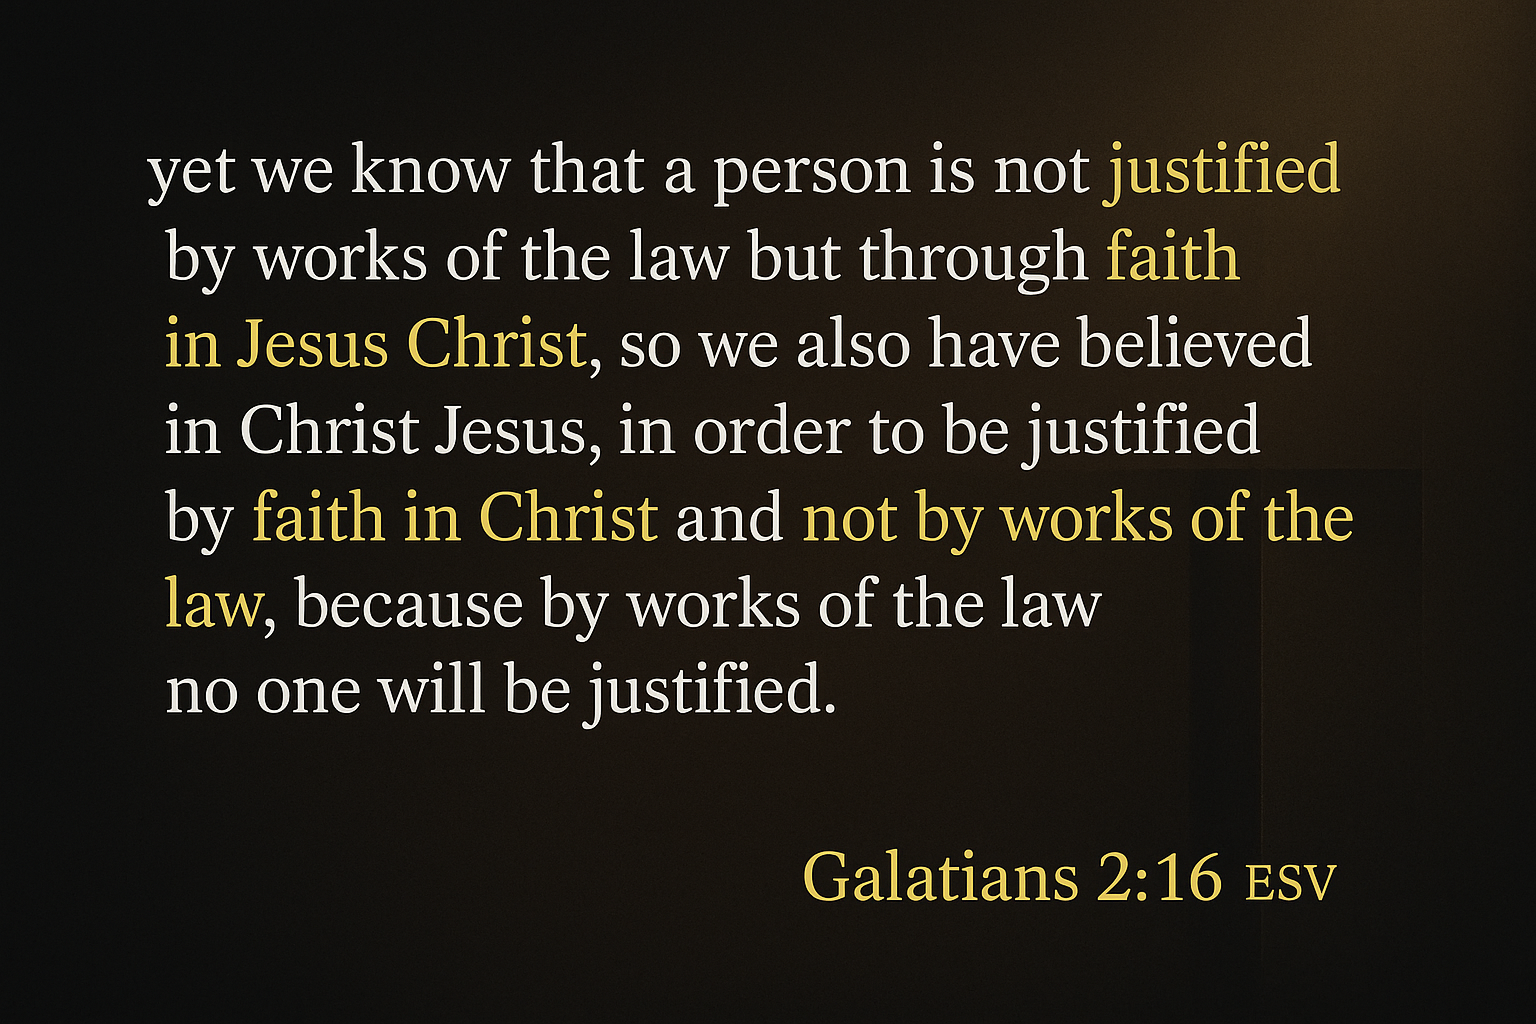 yet we know that a person is not justified
by works of the law but through faith
in Jesus Christ, so we also have believed
in Christ Jesus, in order to be justified
by faith in Christ and not by works of the
law, because by works of the law
no one will be justified.
Galatians 2:16 ESV